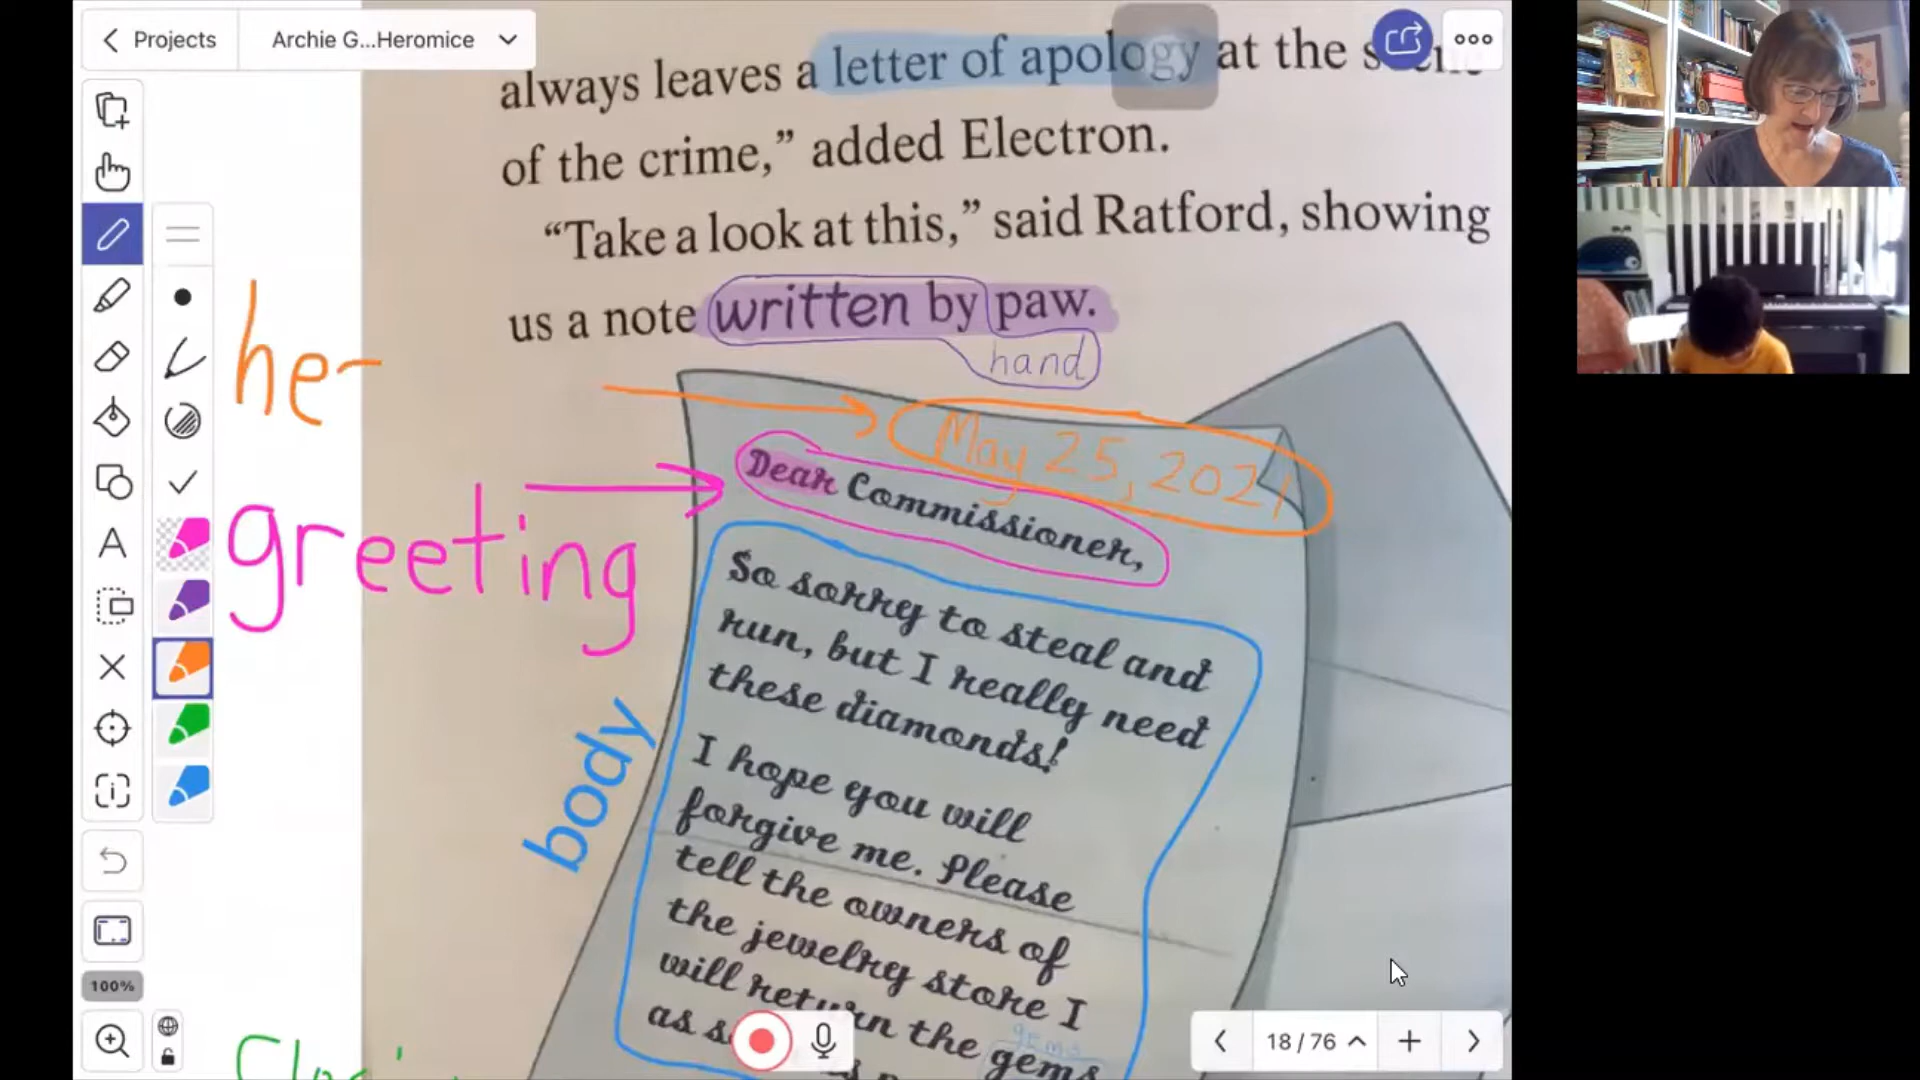 Projects
Archie G...Heromice
always leaves a letter of apology at the scene
of the crime,” added Electron.
“Take a look at this,” said Ratford, showing
us a note written by paw.
hand
he
May 25, 2021
greeting
Dear Commissioner,
So sorry to steal and
run, but I really need
these diamonds!
I hope you will
forgive me. Please
tell the owners of
the jewelry store I
will return the gems
gems
body
100%
18 / 76